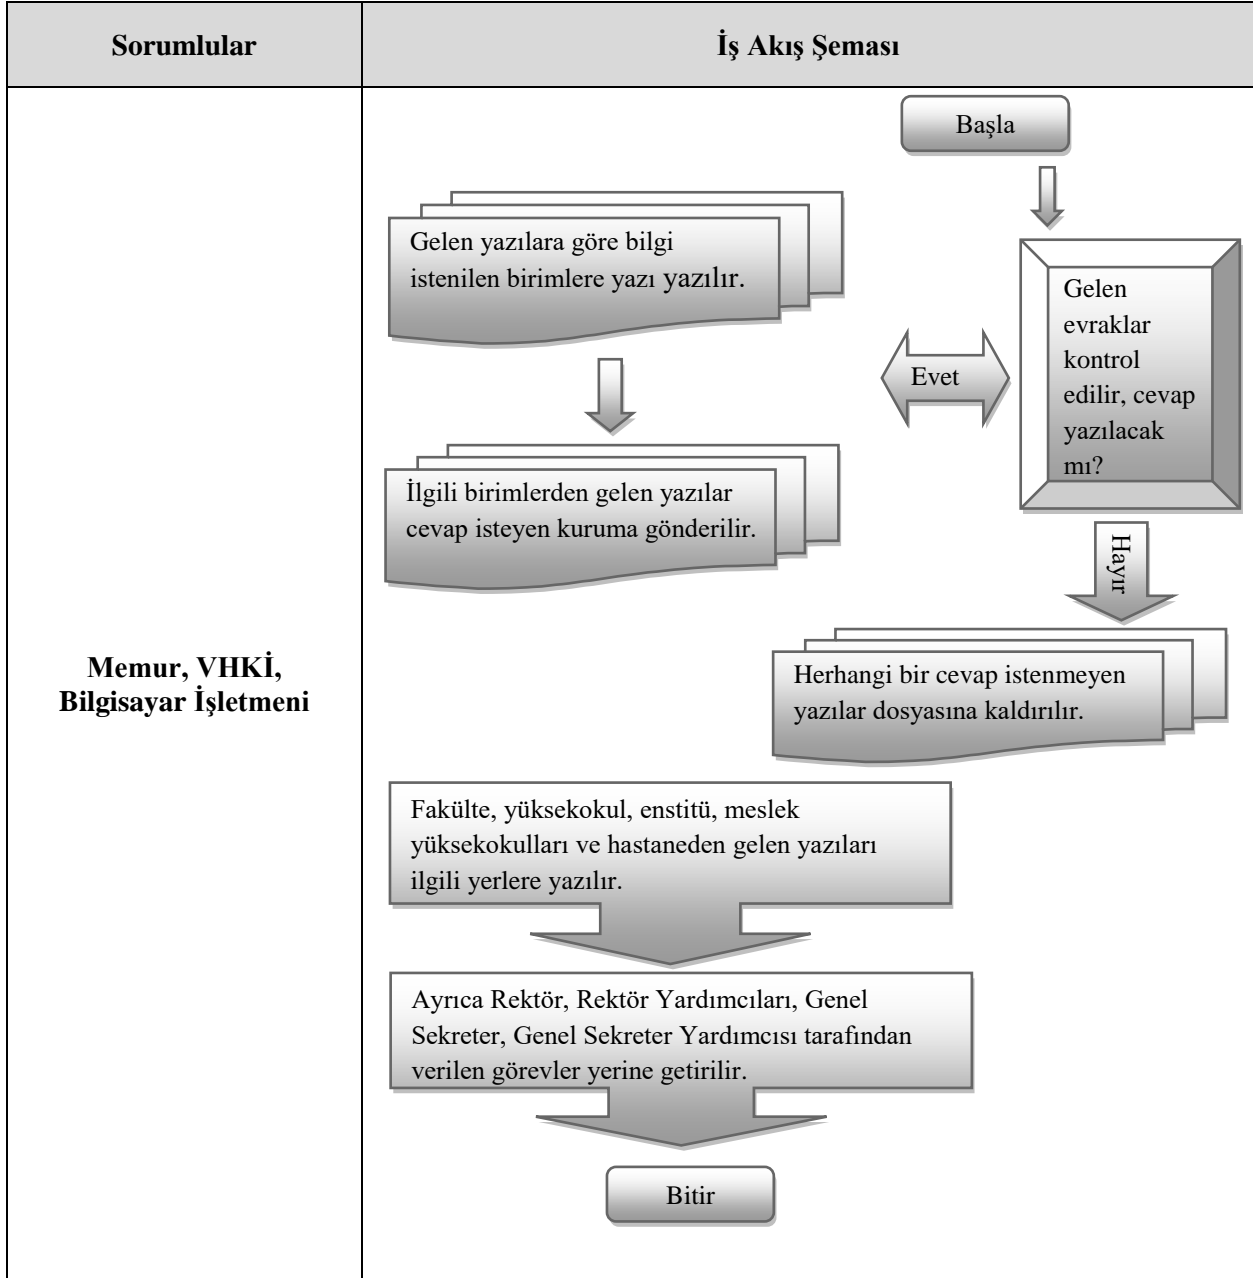 Sorumlular
İş Akış Şeması
Memur, VHKİ,
Bilgisayar İşletmeni
Başla
Gelen
evraklar
kontrol
edilir, cevap
yazılacak
mı?
Evet
Gelen yazılara göre bilgi
istenilen birimlere yazı yazılır.
İlgili birimlerden gelen yazılar
cevap isteyen kuruma gönderilir.
Hayır
Herhangi bir cevap istenmeyen
yazılar dosyasına kaldırılır.
Fakülte, yüksekokul, enstitü, meslek
yüksekokulları ve hastaneden gelen yazıları
ilgili yerlere yazılır.
Ayrıca Rektör, Rektör Yardımcıları, Genel
Sekreter, Genel Sekreter Yardımcısı tarafından
verilen görevler yerine getirilir.
Bitir